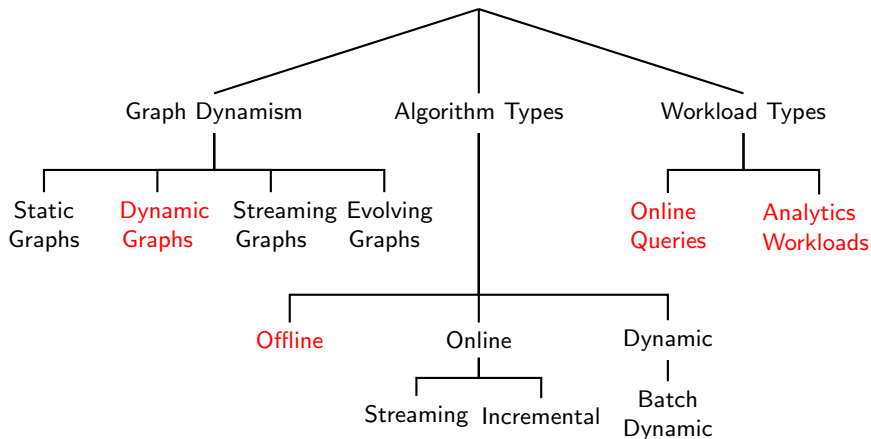 Graph Dynamism
Algorithm Types
Workload Types
Static
Graphs
Dynamic
Graphs
Streaming
Graphs
Evolving
Graphs
Online
Queries
Analytics
Workloads
Offline
Online
Dynamic
Streaming
Incremental
Batch
Dynamic